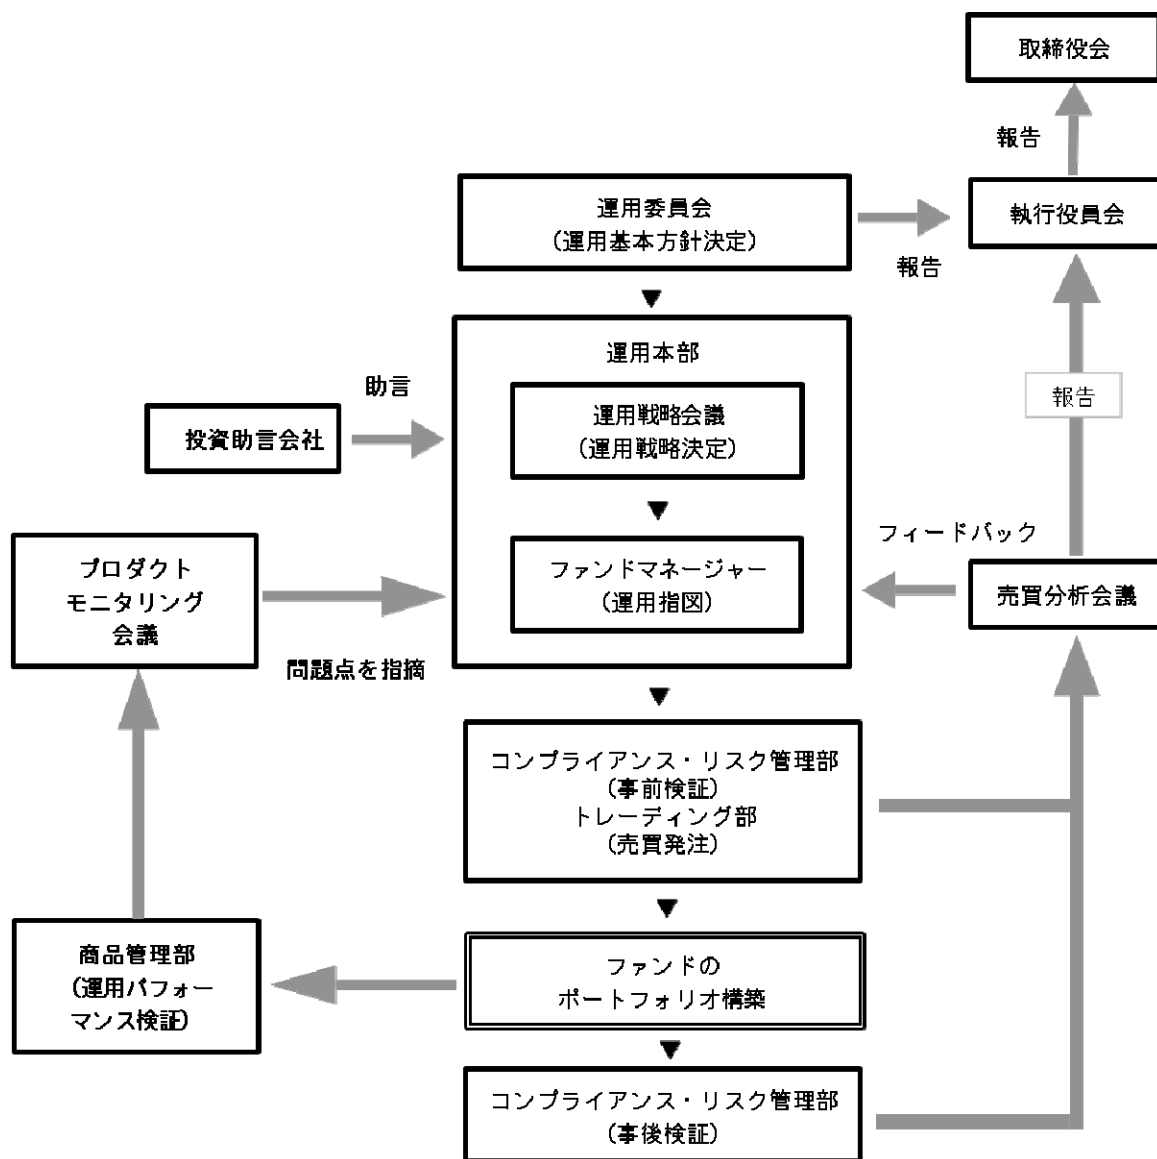 取締役会
報告
運用委員会
(運用基本方針決定)
執行役員会
報告
運用本部
助言
運用戦略会議
(運用戦略決定)
報告
投資助言会社
フィードバック
プロダクト
モニタリング
会議
ファンドマネージャー
(運用指図)
売買分析会議
問題点を指摘
コンプライアンス・リスク管理部
(事前検証)
トレーディング部
(売買発注)
商品管理部
(運用パフォー
マンス検証)
ファンドの
ポートフォリオ構築
コンプライアンス・リスク管理部
(事後検証)